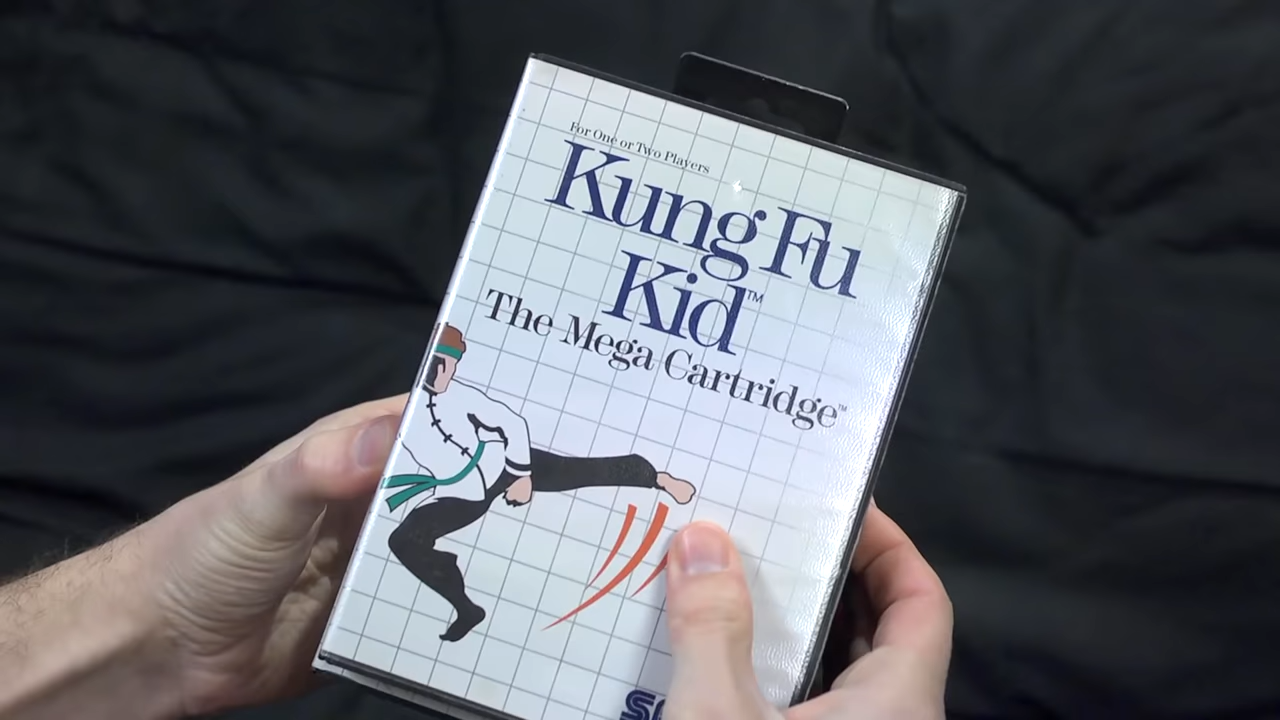 For One or Two Players
Kung Fu
Kid™
The Mega Cartridge™